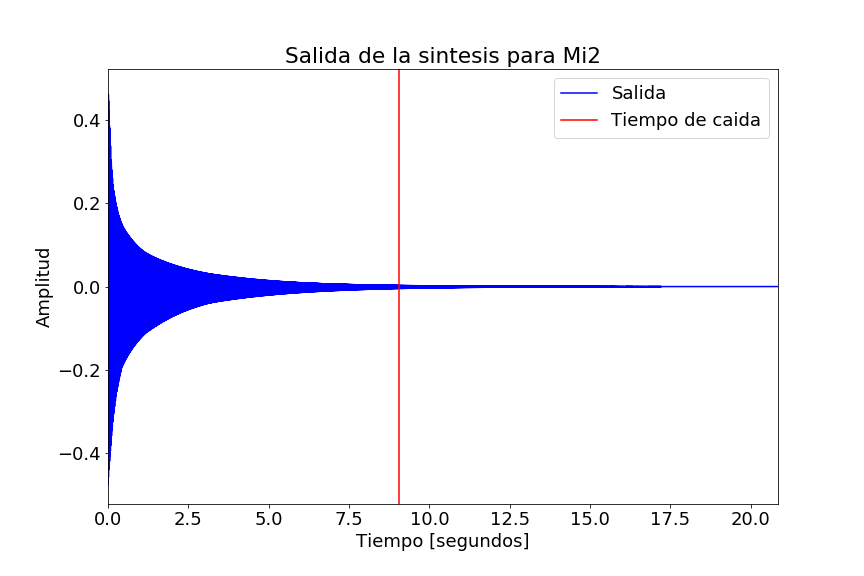 Salida de la sintesis para Mi2
Salida
Tiempo de caida
Amplitud
0.4
0.2
0.0
−0.2
−0.4
0.0 2.5 5.0 7.5 10.0 12.5 15.0 17.5 20.0
Tiempo [segundos]